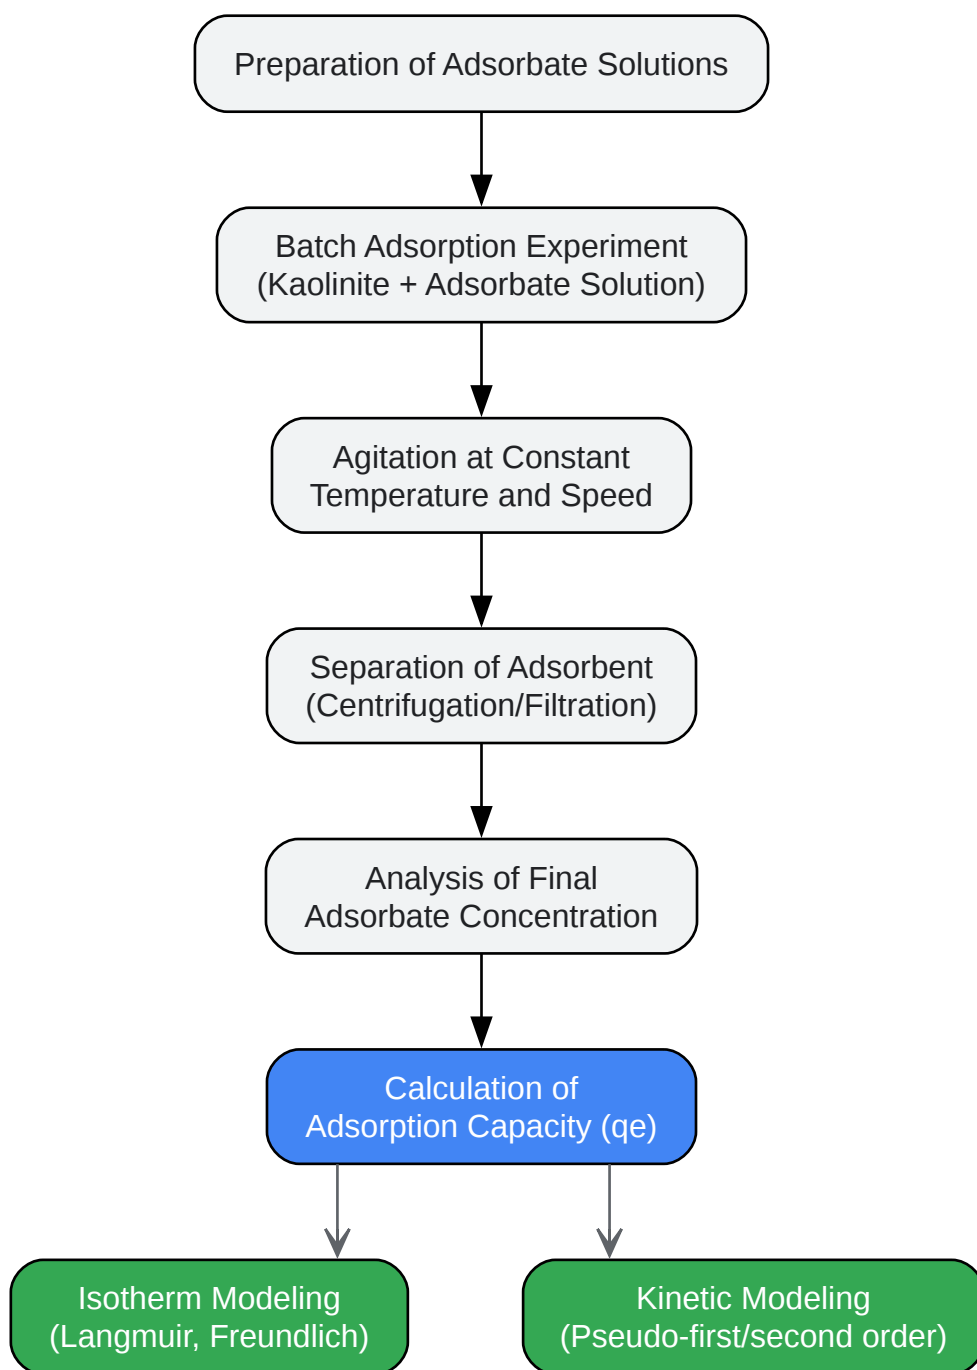 Preparation of Adsorbate Solutions
Batch Adsorption Experiment
(Kaolinite + Adsorbate Solution)
Agitation at Constant
Temperature and Speed
Separation of Adsorbent
(Centrifugation/Filtration)
Analysis of Final
Adsorbate Concentration
Calculation of
Adsorption Capacity (qe)
Isotherm Modeling
(Langmuir, Freundlich)
Kinetic Modeling
(Pseudo-first/second order)